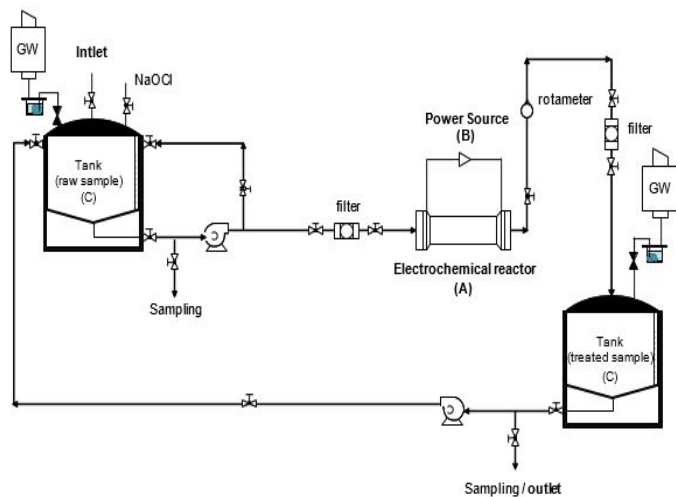 GW
Intlet
NaOCl
Tank
(raw sample)
(C)
Sampling
filter
Power Source
(B)
Electrochemical reactor
(A)
rotameter
filter
GW
Tank
(treated sample)
(C)
Sampling / outlet